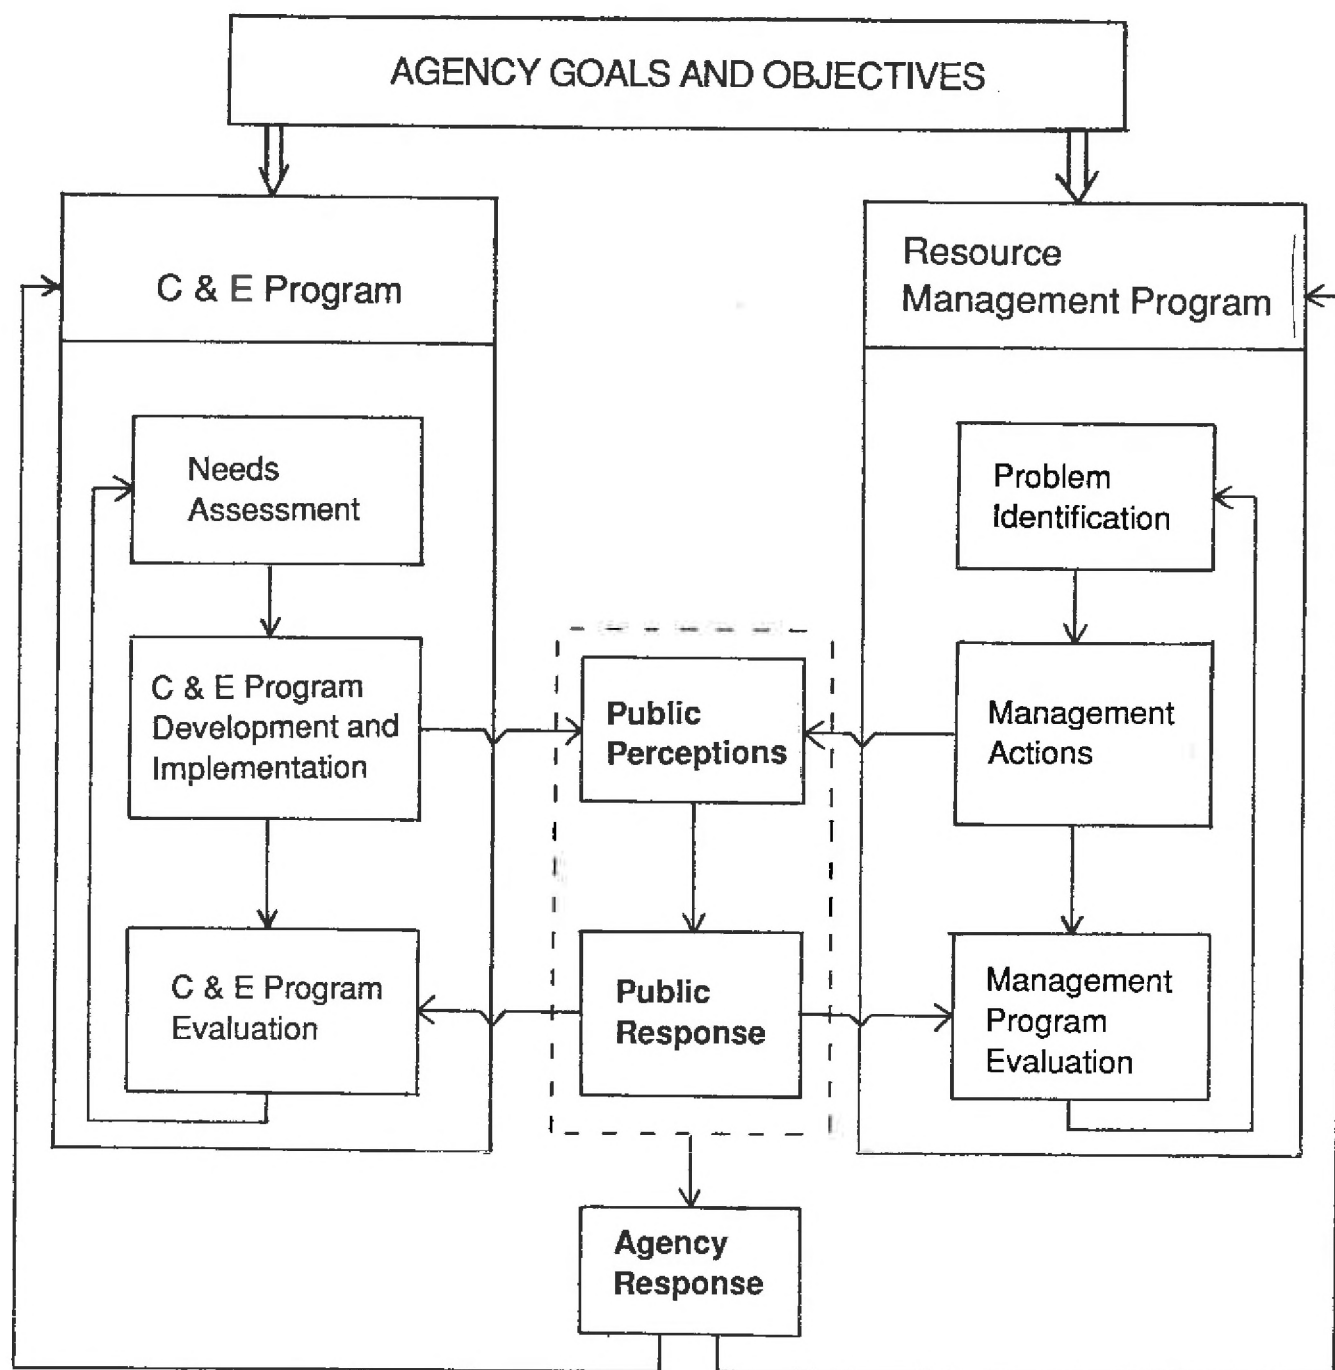 AGENCY GOALS AND OBJECTIVES
C & E Program
Resource
Management Program
Needs
Assessment
Problem
Identification
C & E Program
Development and
Implementation
Public
Perceptions
Management
Actions
C & E Program
Evaluation
Public
Response
Management
Program
Evaluation
Agency
Response